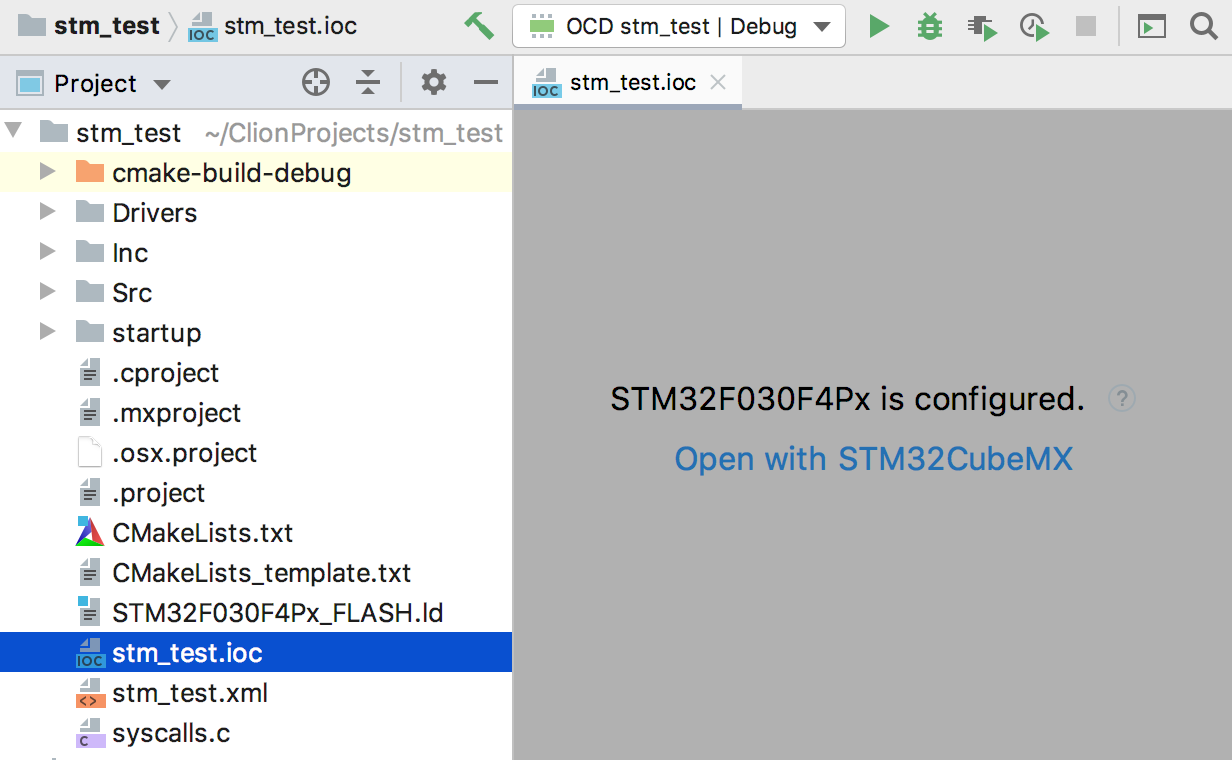 stm_test stm_test.ioc OCD stm_test | Debug
Project
stm_test.ioc
stm_test ~/ClionProjects/stm_test
cmake-build-debug
Drivers
Inc
Src
startup
.cproject
.mxproject
.osx.project
.project
CMakeLists.txt
CMakeLists_template.txt
STM32F030F4Px_FLASH.ld
stm_test.ioc
stm_test.xml
syscalls.c
STM32F030F4Px is configured. ?
Open with STM32CubeMX